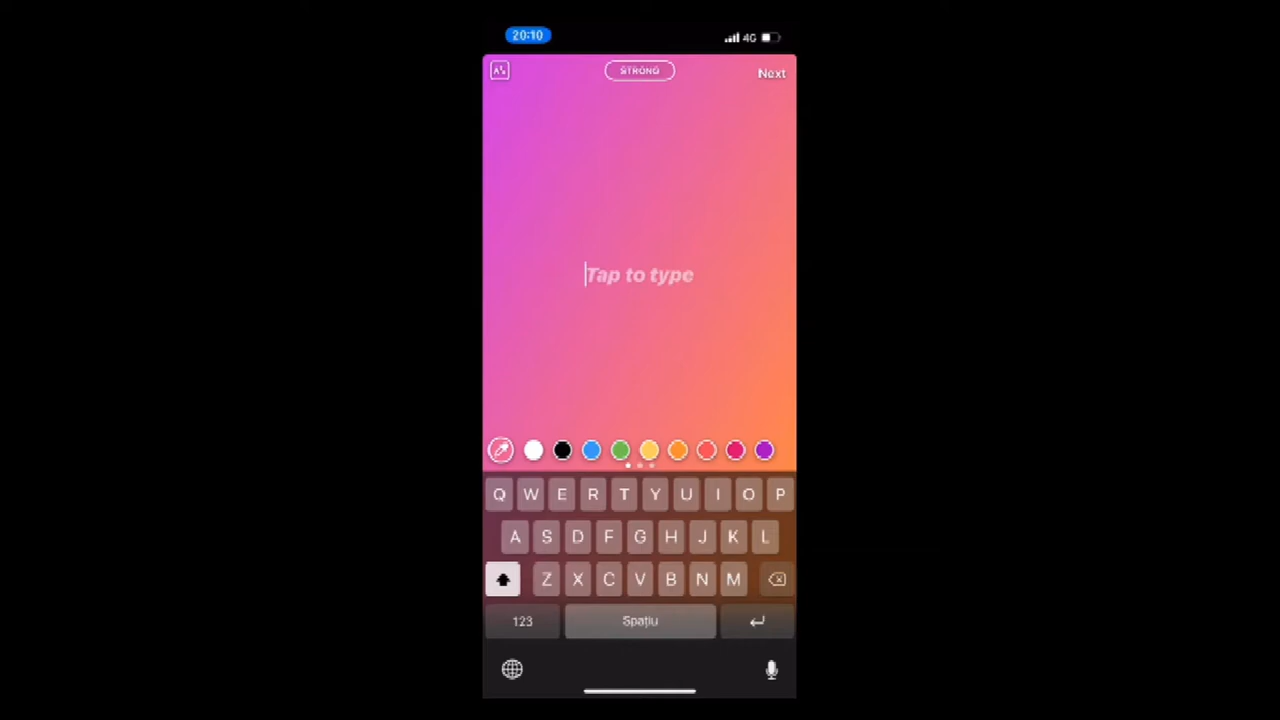 20:10
4G
STRONG
Next
Tap to type
Q W E R T Y U I O P
A S D F G H J K L
Z X C V B N M
123 Spațiu